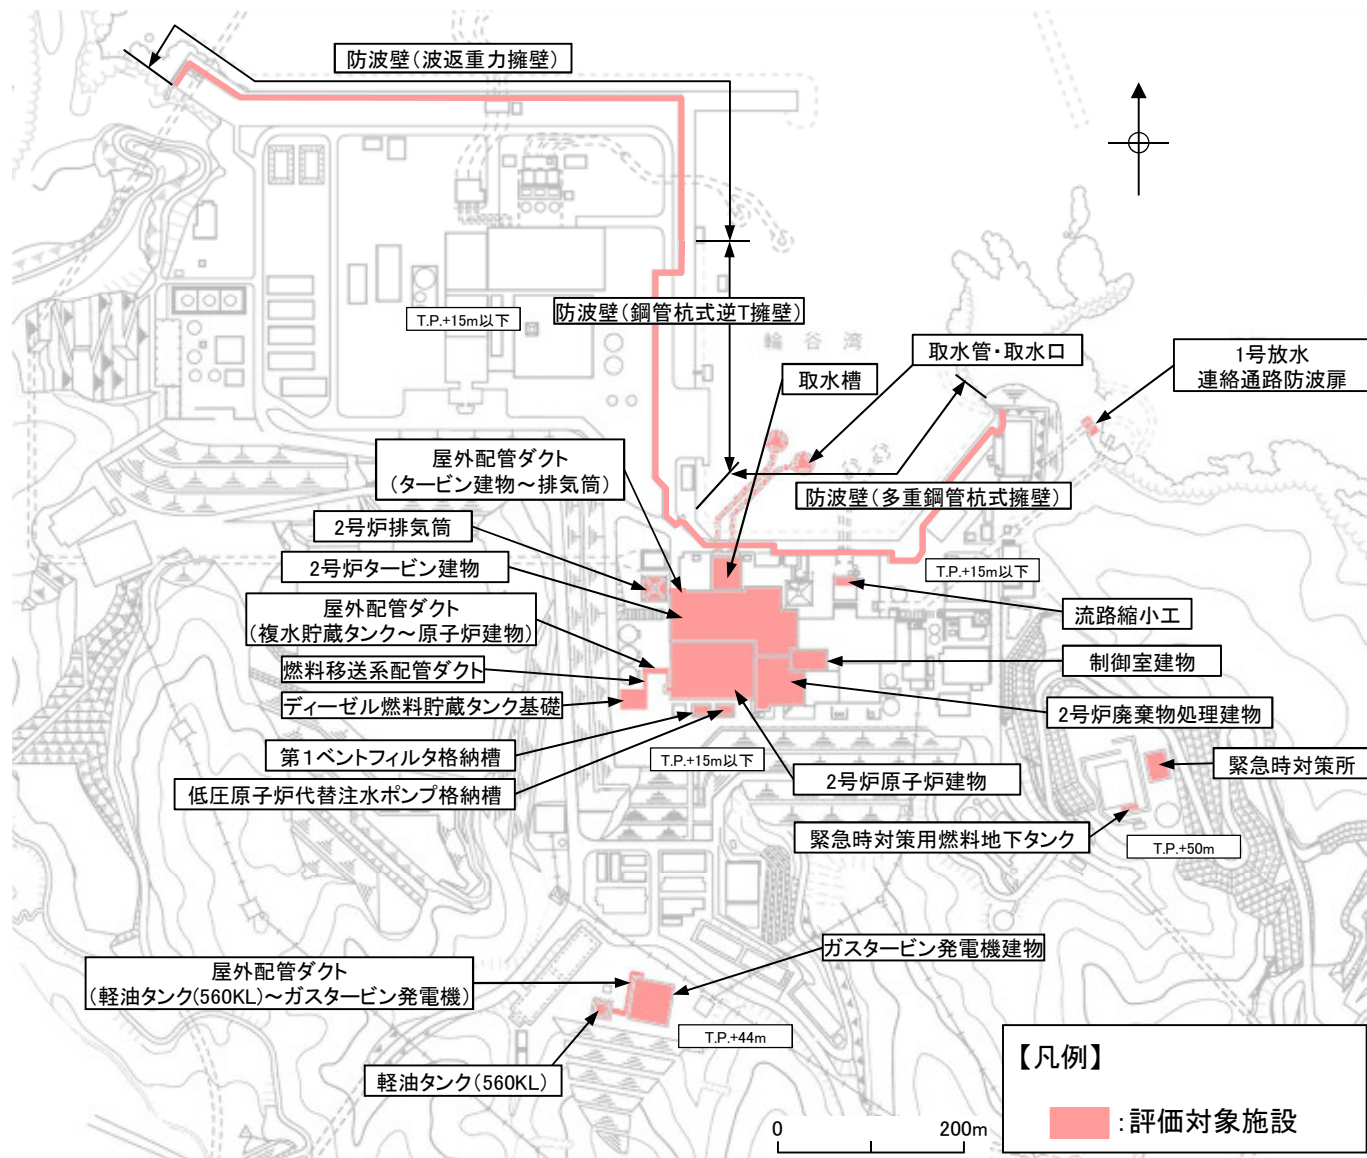 防波壁(波返重力擁壁)
T.P.+15m以下
防波壁(鋼管杭式逆T擁壁)
輪谷湾
取水管・取水口
取水槽
1号放水
連絡通路防波扉
屋外配管ダクト
(タービン建物～排気筒)
防波壁(多重鋼管杭式擁壁)
2号炉排気筒
2号炉タービン建物
T.P.+15m以下
屋外配管ダクト
(複水貯蔵タンク～原子炉建物)
流路縮小工
燃料移送系配管ダクト
制御室建物
ディーゼル燃料貯蔵タンク基礎
2号炉廃棄物処理建物
第1ベントフィルタ格納槽
T.P.+15m以下
2号炉原子炉建物
緊急時対策所
低圧原子炉代替注水ポンプ格納槽
緊急時対策用燃料地下タンク
T.P.+50m
ガスタービン発電機建物
屋外配管ダクト
(軽油タンク(560KL)～ガスタービン発電機)
T.P.+44m
軽油タンク(560KL)
【凡例】
:評価対象施設
0 200m